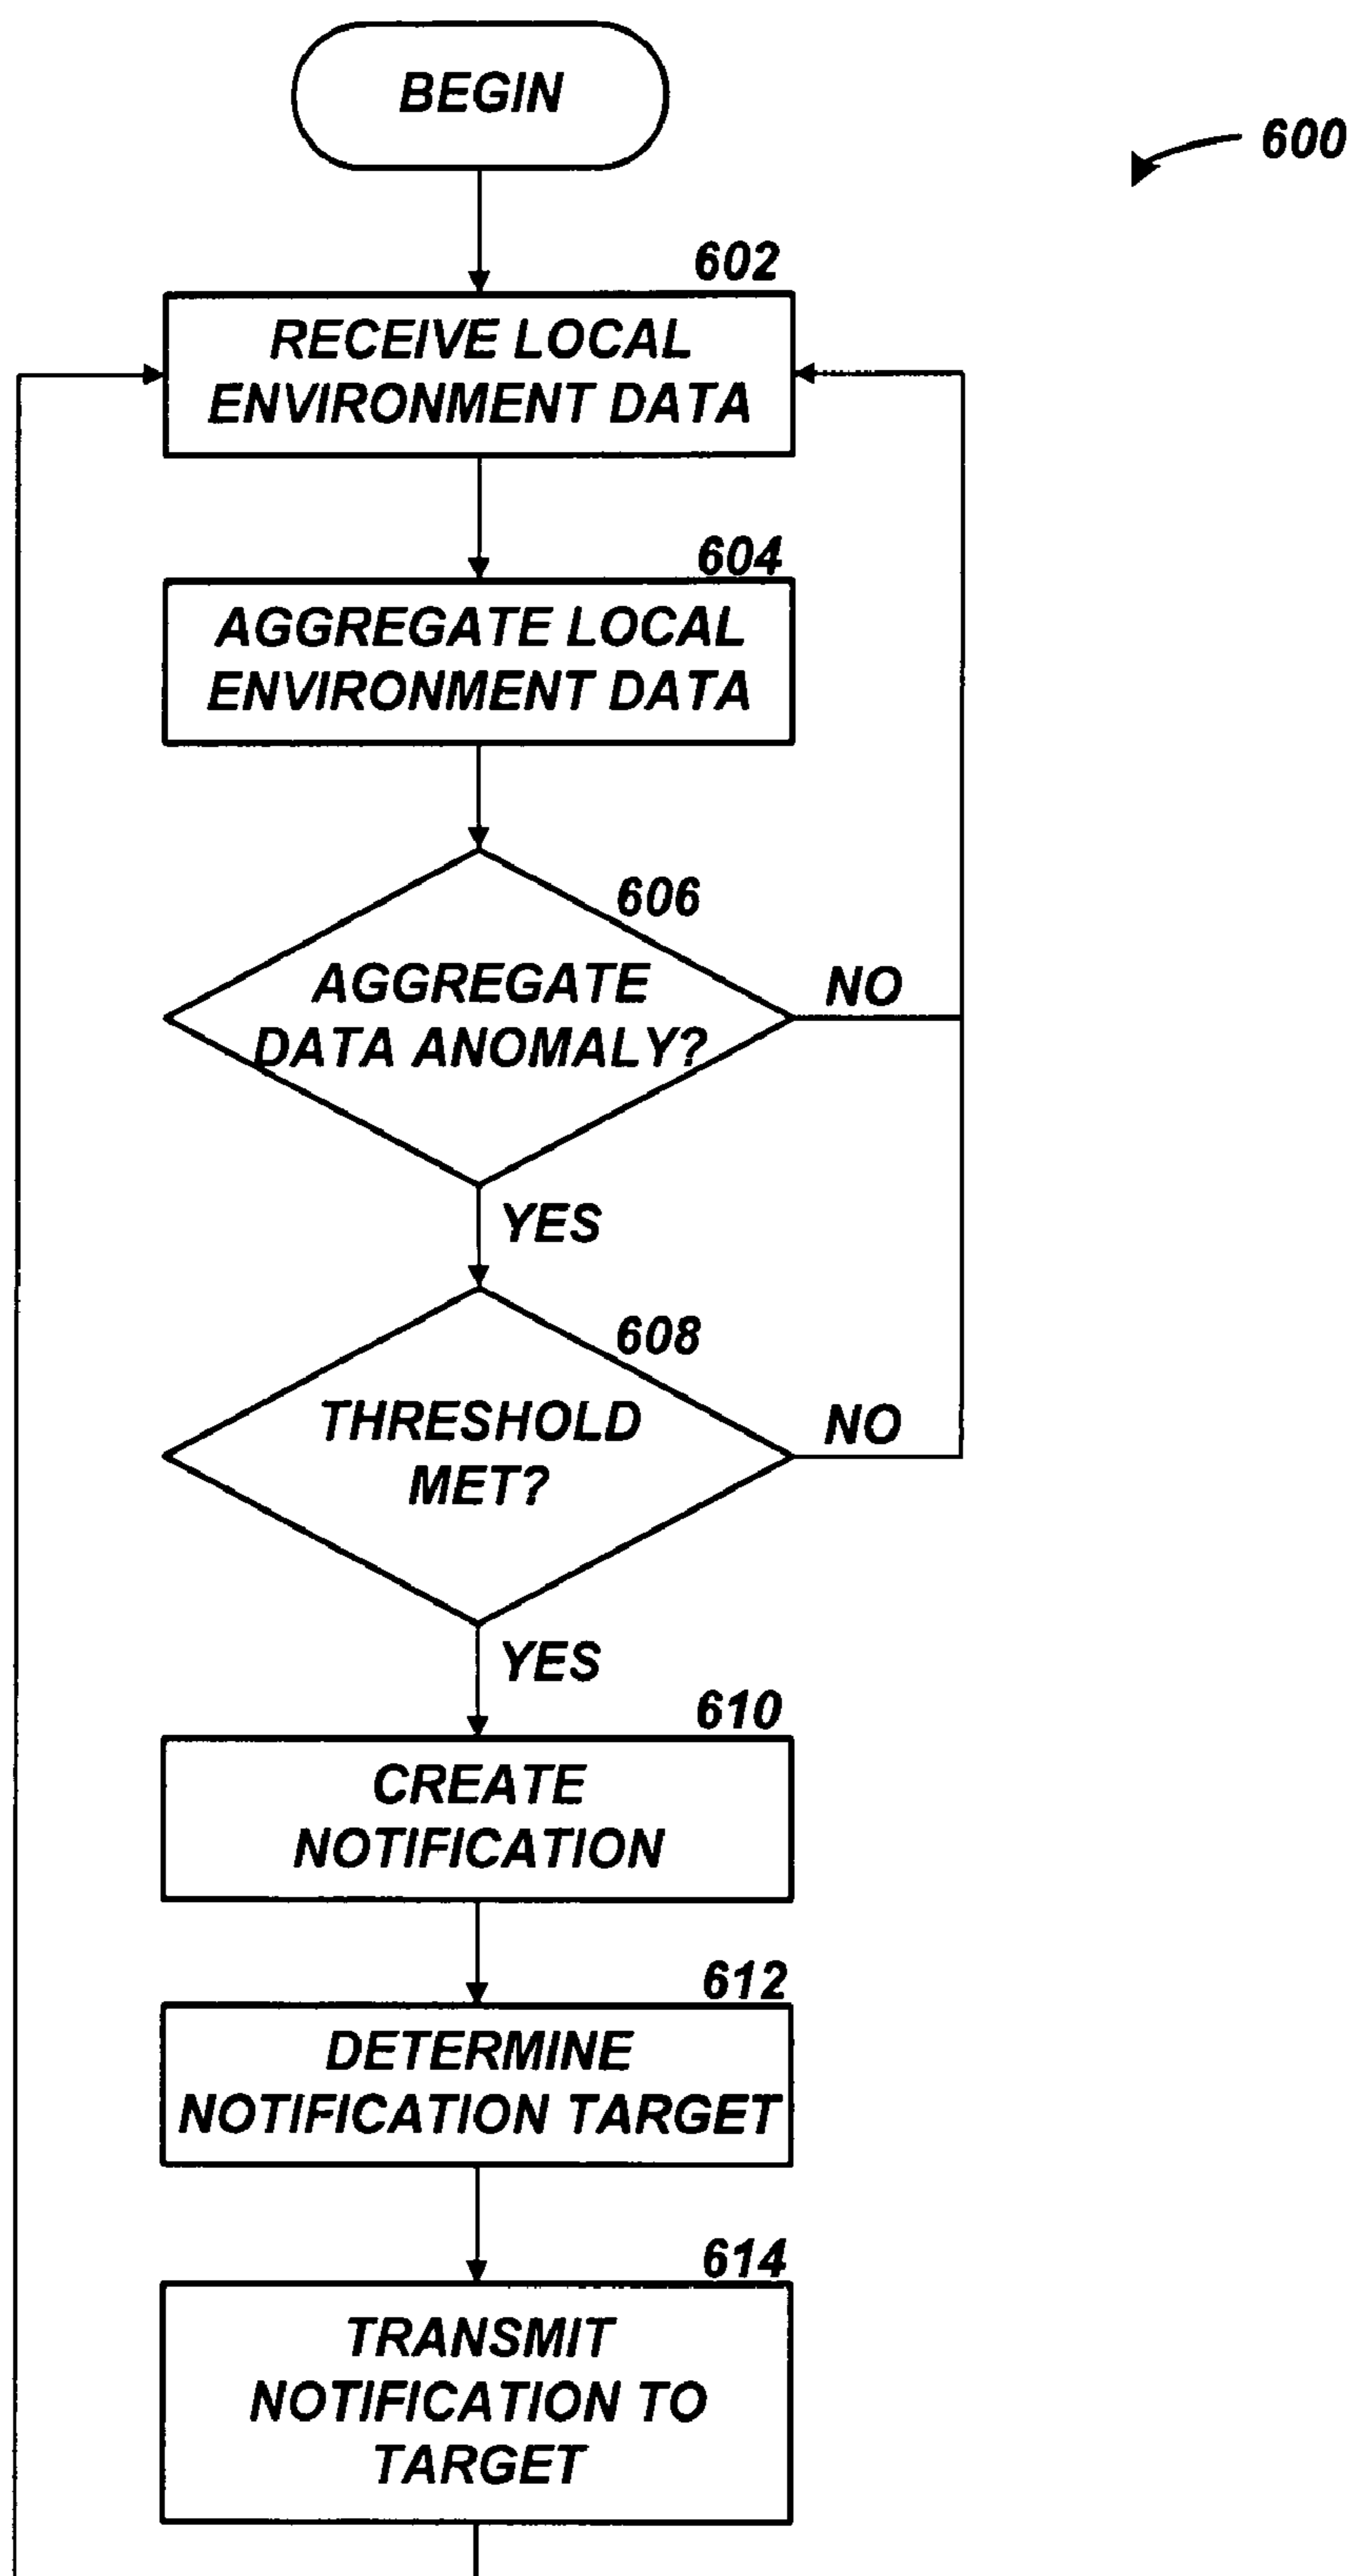 BEGIN
600
602
RECEIVE LOCAL
ENVIRONMENT DATA
604
AGGREGATE LOCAL
ENVIRONMENT DATA
606
AGGREGATE
DATA ANOMALY?
NO
YES
608
THRESHOLD
MET?
NO
YES
610
CREATE
NOTIFICATION
612
DETERMINE
NOTIFICATION TARGET
614
TRANSMIT
NOTIFICATION TO
TARGET